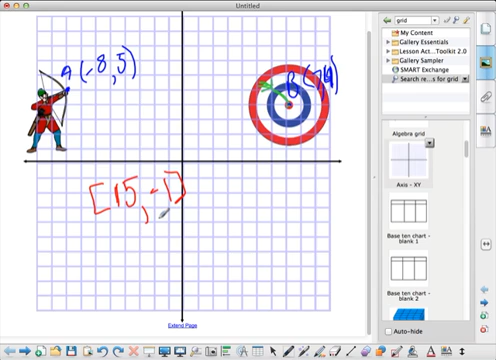 Untitled
A(-8,5)
B(7,4)
[15,-1]
Extend Page
grid
My Content
Gallery Essentials
Lesson Act...Toolkit 2.0
Gallery Sampler
SMART Exchange
Search re...s for grid
Algebra grid
Axis - XY
Base ten chart - blank 1
Base ten chart - blank 2
Auto-hide